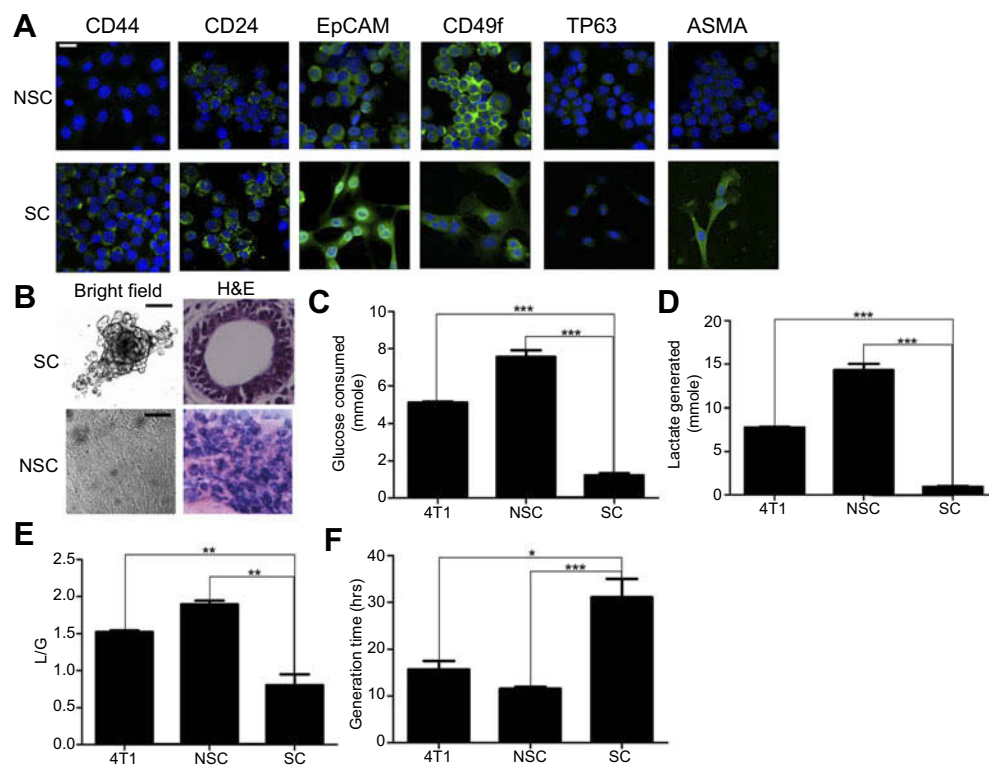 A
CD44 CD24 EpCAM CD49f TP63 ASMA
NSC
SC
B
Bright field H&E
SC
NSC
C
Glucose consumed
(mmole)
10
8
6
4
2
0
***
***
4T1 NSC SC
D
Lactate generated
(mmole)
20
15
10
5
0
***
***
4T1 NSC SC
E
L/G
2.5
2.0
1.5
1.0
0.5
0.0
**
**
4T1 NSC SC
F
Generation time (hrs)
40
30
20
10
0
*
***
4T1 NSC SC